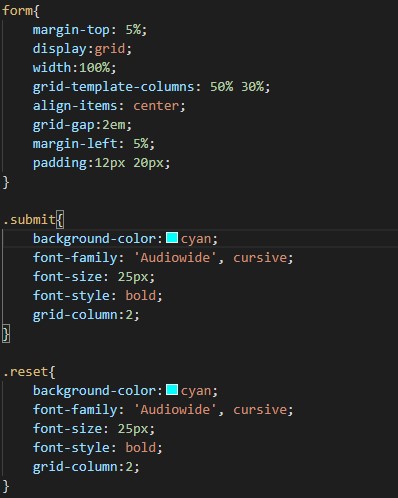 form{
margin-top: 5%;
display:grid;
width:100%;
grid-template-columns: 50% 30%;
align-items: center;
grid-gap:2em;
margin-left: 5%;
padding:12px 20px;
}
.submit{
background-color:cyan;
font-family: 'Audiowide', cursive;
font-size: 25px;
font-style: bold;
grid-column:2;
}
.reset{
background-color:cyan;
font-family: 'Audiowide', cursive;
font-size: 25px;
font-style: bold;
grid-column:2;
}